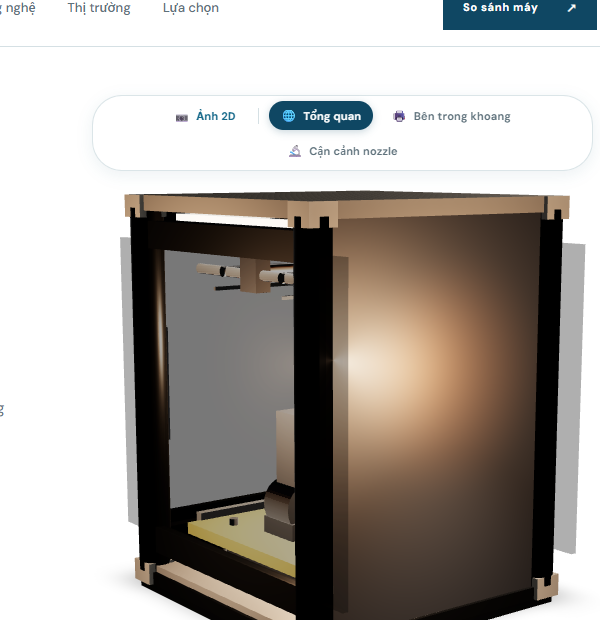 g nghệ Thị trường Lựa chọn So sánh máy ↗
Ảnh 2D Tổng quan Bên trong khoang
Cận cảnh nozzle
g